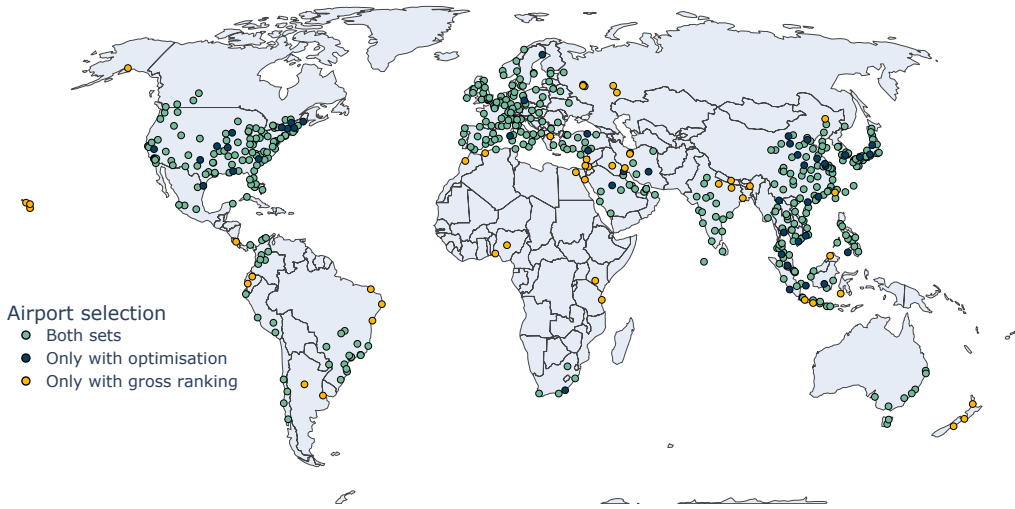 Airport selection
Both sets
Only with optimisation
Only with gross ranking